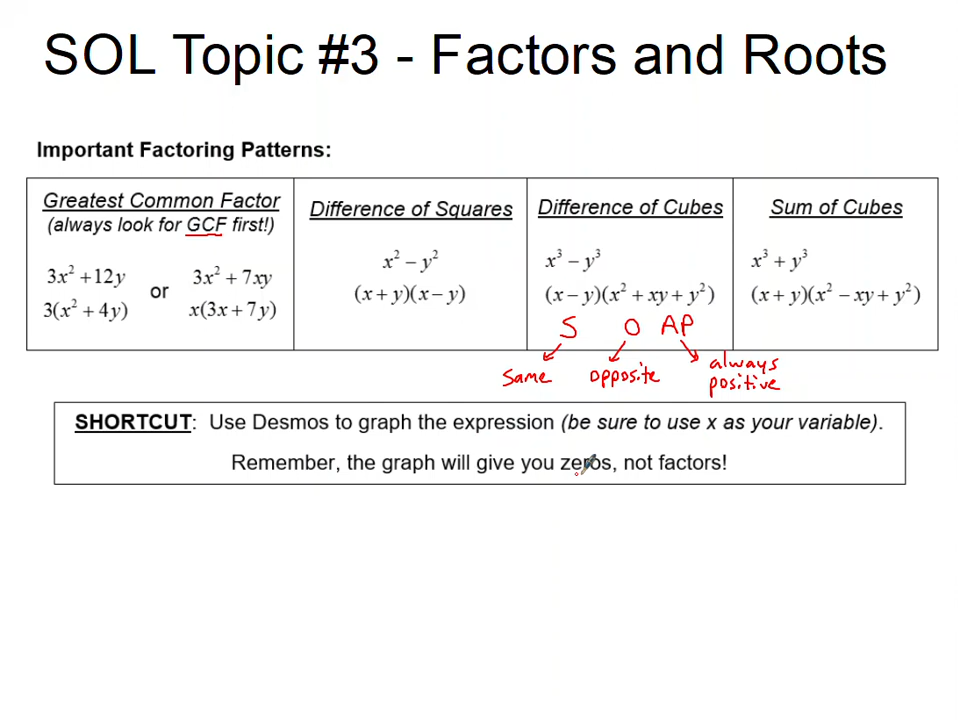 SOL Topic #3 - Factors and Roots
Important Factoring Patterns:
Greatest Common Factor
(always look for GCF first!)
3x² +12y
3(x² + 4y)
or
3x² + 7xy
x(3x + 7y)
Difference of Squares
x² − y²
(x + y)(x − y)
Difference of Cubes
x³ − y³
(x − y)(x² + xy + y²)
S O AP
same opposite always
positive
Sum of Cubes
x³ + y³
(x + y)(x² − xy + y²)
SHORTCUT: Use Desmos to graph the expression (be sure to use x as your variable).
Remember, the graph will give you zeros, not factors!